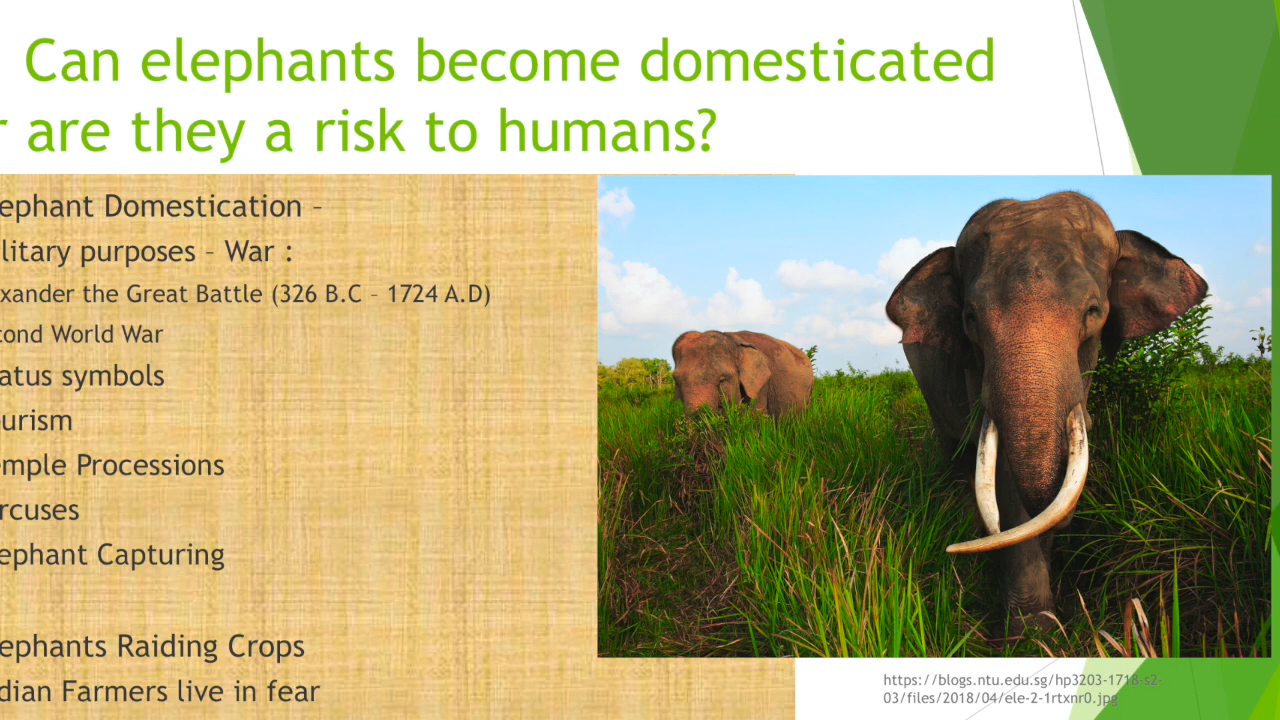 Can elephants become domesticated
r are they a risk to humans?
ephant Domestication –
litary purposes – War :
xander the Great Battle (326 B.C – 1724 A.D)
cond World War
atus symbols
urism
emple Processions
rcuses
ephant Capturing
ephants Raiding Crops
dian Farmers live in fear
https://blogs.ntu.edu.sg/hp3203-1718-s2-
03/files/2018/04/ele-2-1rtxnr0.jpg